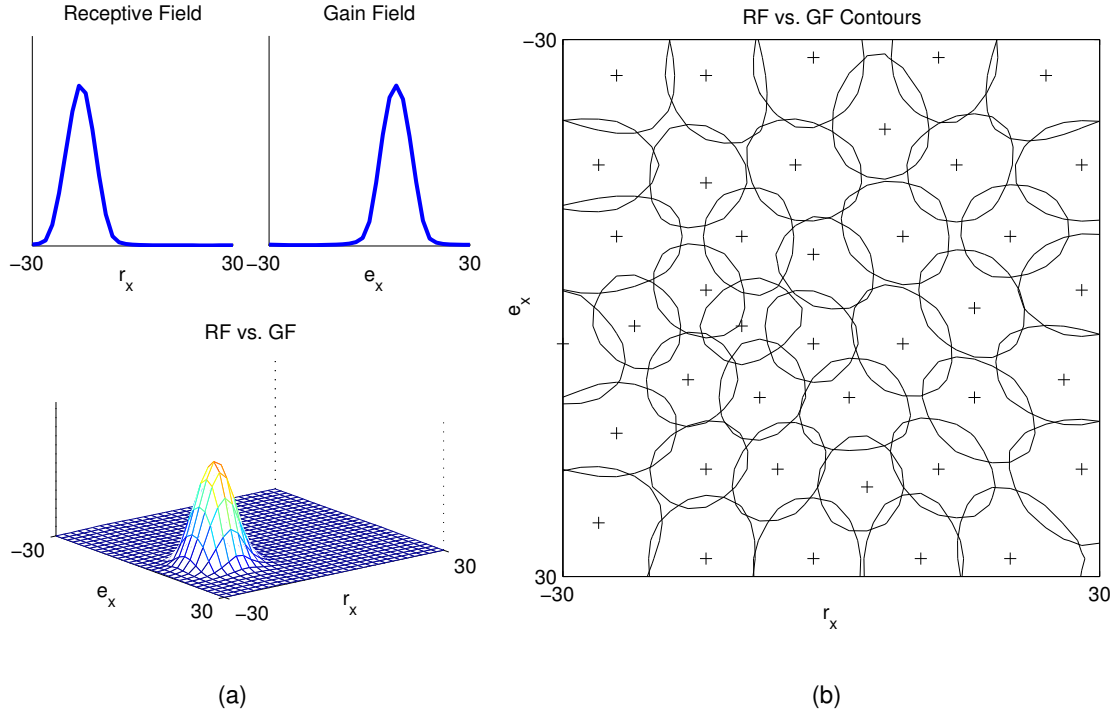 Receptive Field
Gain Field
−30
30
r_x
−30
30
e_x
RF vs. GF
−30
e_x
30
−30
r_x
30
(a)
RF vs. GF Contours
−30
e_x
30
−30
30
r_x
(b)